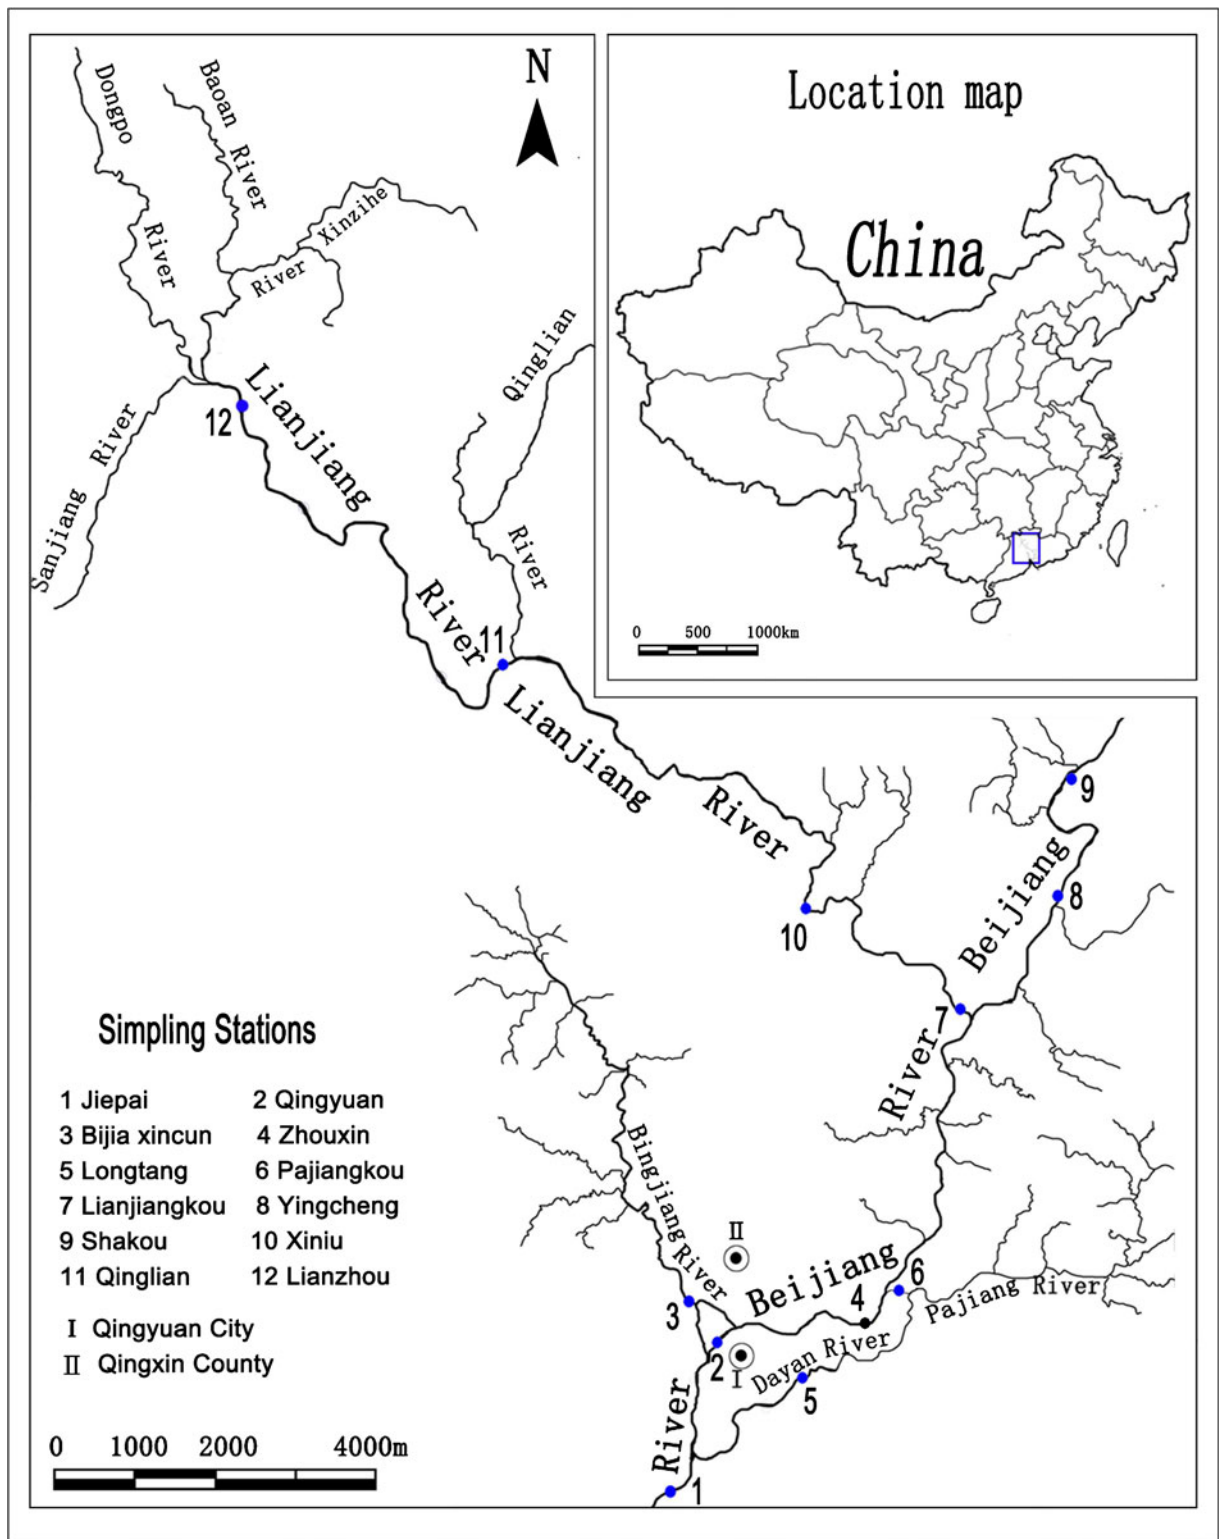 Dongpo
River
Baoan River
Xinzihe
River
N
Location map
China
0 500 1000km
Qinglian
River
Sanjiang River
12
Lianjiang
River
11
Lianjiang
River
10
9
8
Beijiang
7
River
Simpling Stations
1 Jiepai 2 Qingyuan
3 Bijia xincun 4 Zhouxin
5 Longtang 6 Pajiangkou
7 Lianjiangkou 8 Yingcheng
9 Shakou 10 Xiniu
11 Qinglian 12 Lianzhou
I Qingyuan City
II Qingxin County
0 1000 2000 4000m
Bingjiang
River
II
Beijiang
6
4
3
Pajiang River
2
I
Dayan River
5
River
1